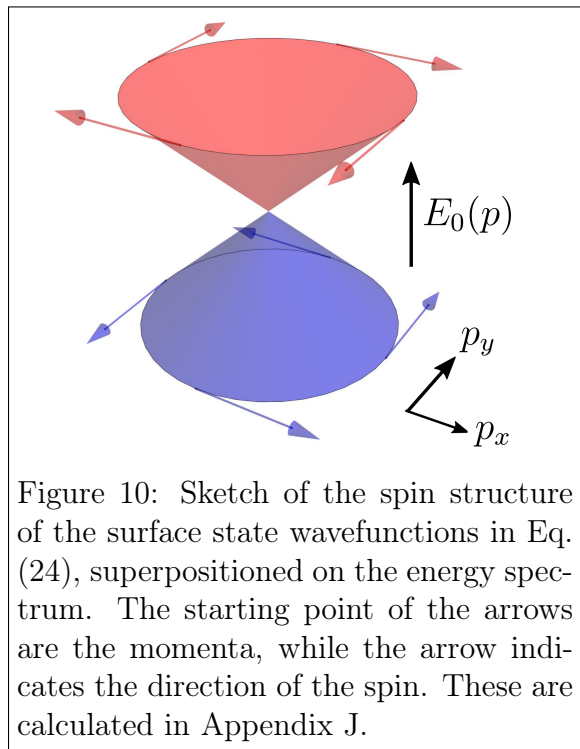 E₀(p)
p_y
p_x
Figure 10: Sketch of the spin structure
of the surface state wavefunctions in Eq.
(24), superpositioned on the energy spec-
trum. The starting point of the arrows
are the momenta, while the arrow indi-
cates the direction of the spin. These are
calculated in Appendix J.